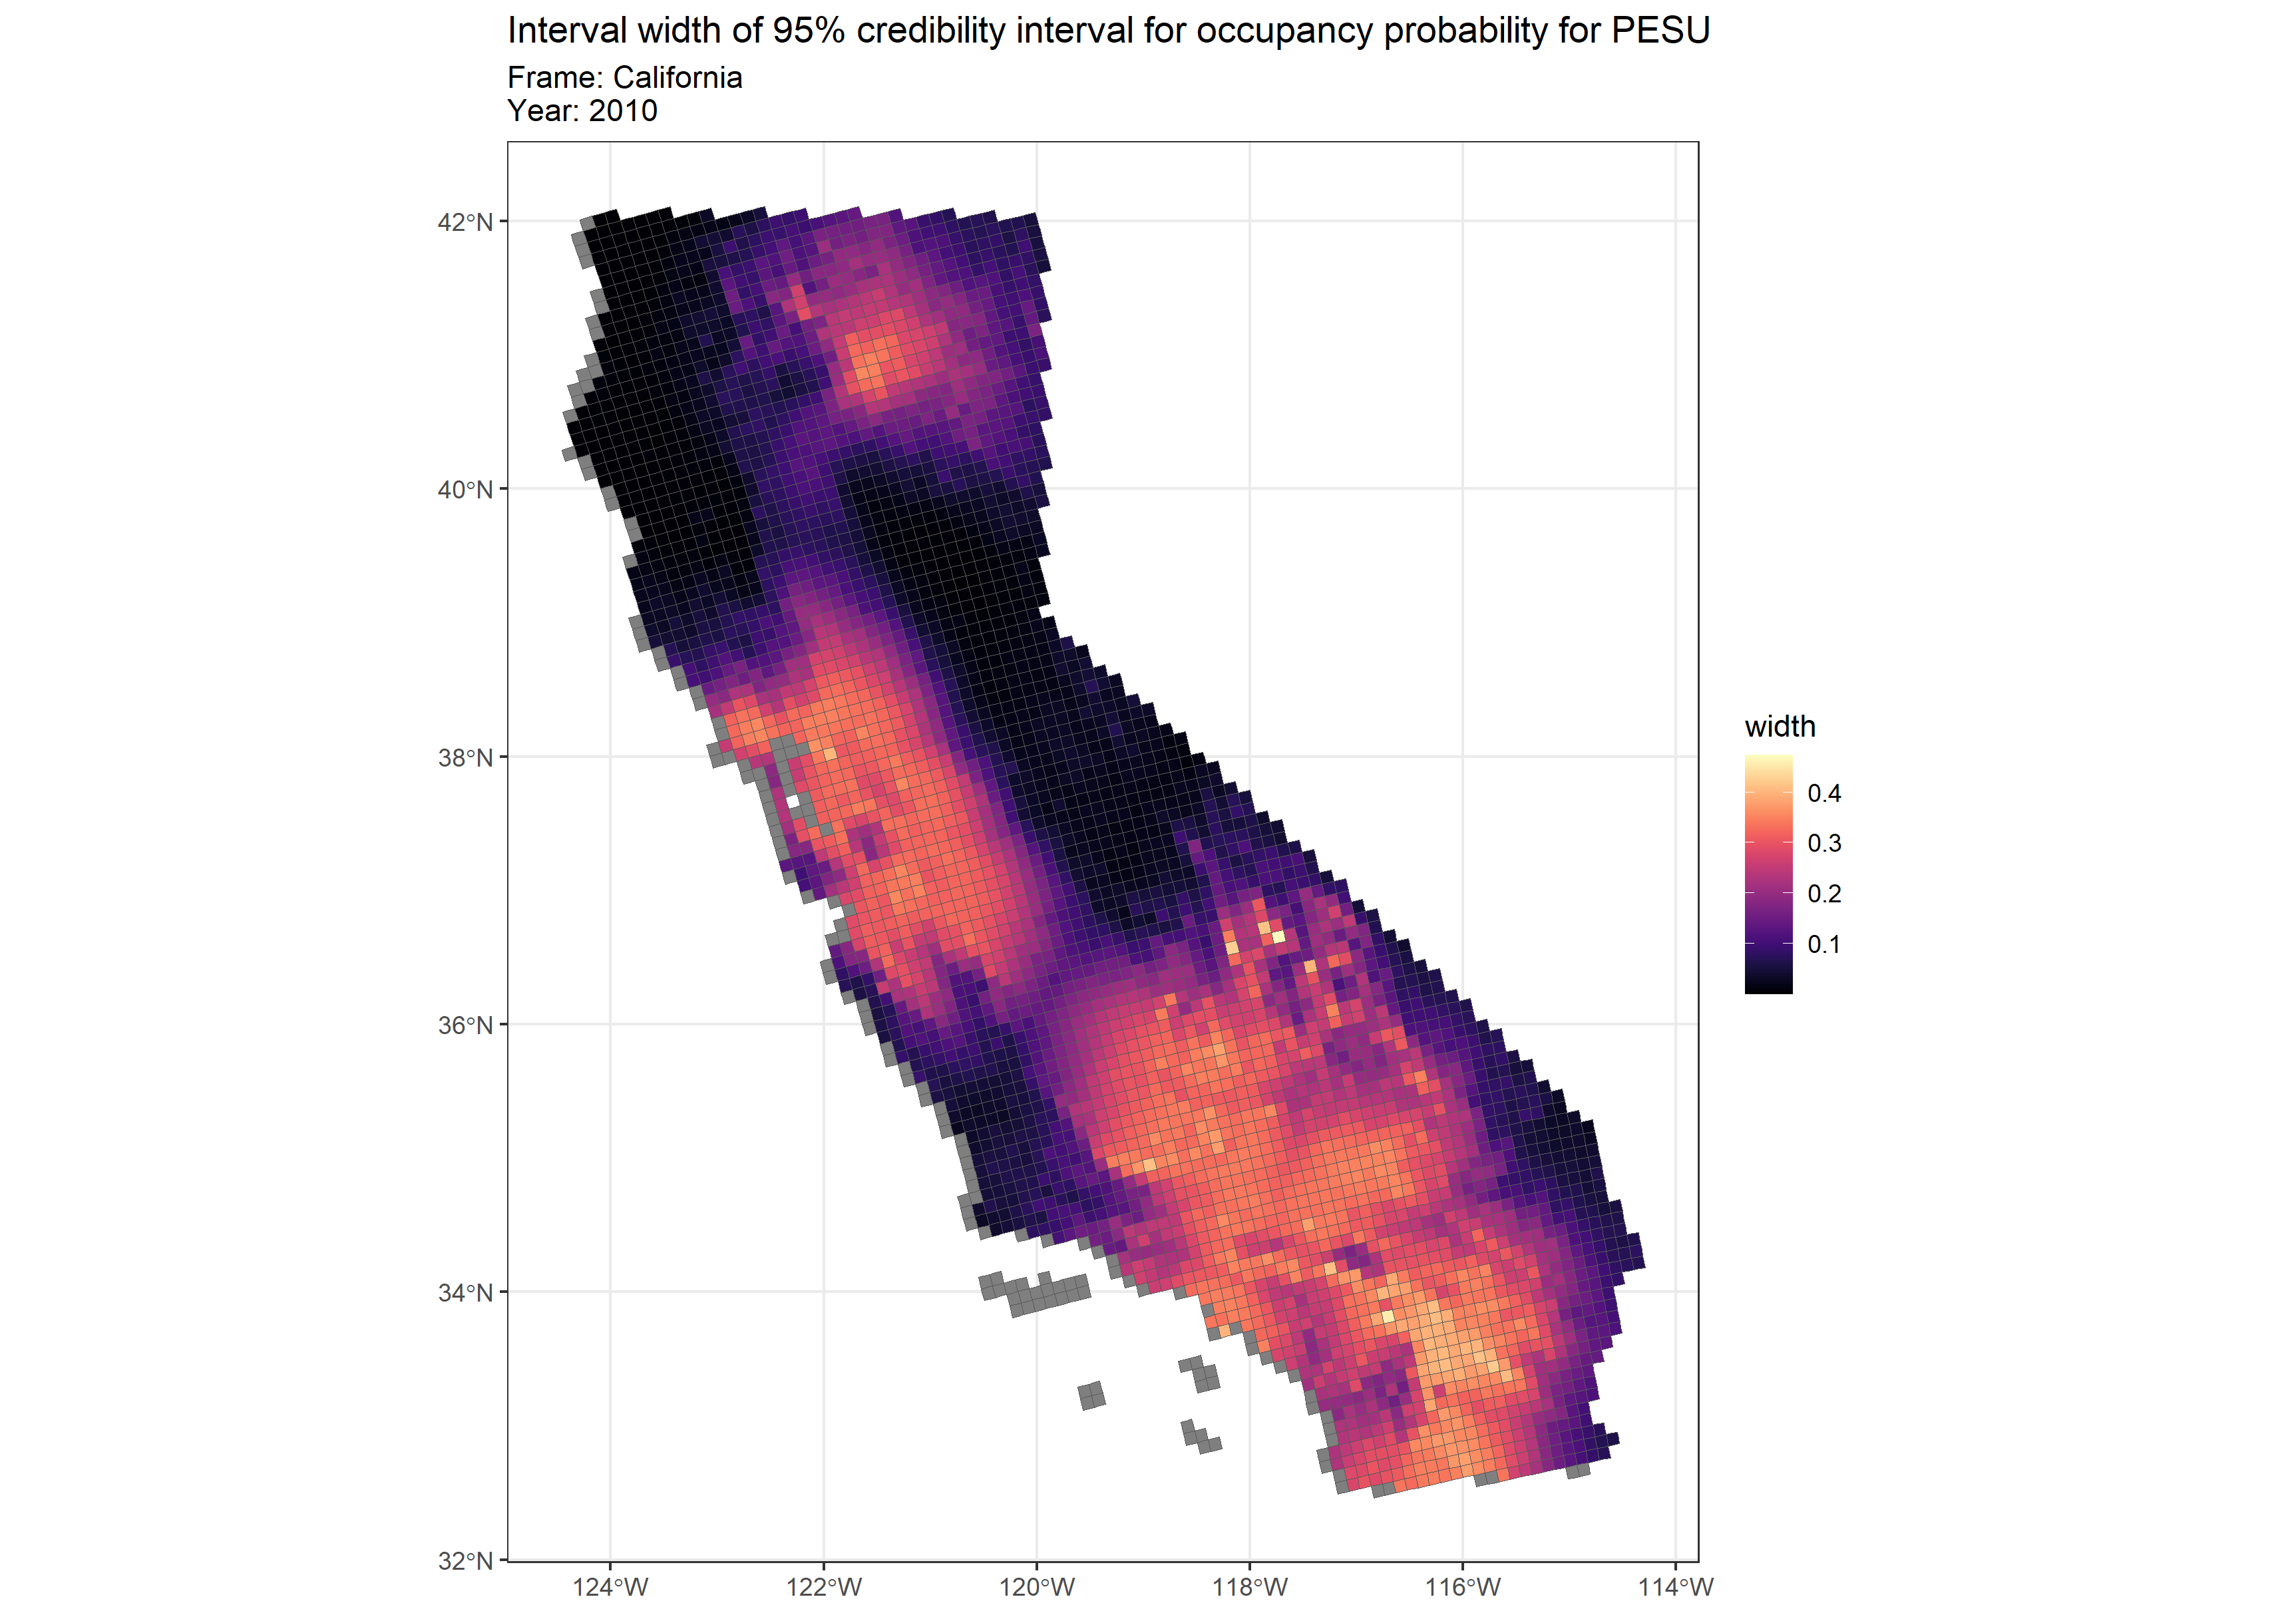 Interval width of 95% credibility interval for occupancy probability for PESU
Frame: California
Year: 2010
42°N
40°N
38°N
36°N
34°N
32°N
124°W
122°W
120°W
118°W
116°W
114°W
width
0.4
0.3
0.2
0.1